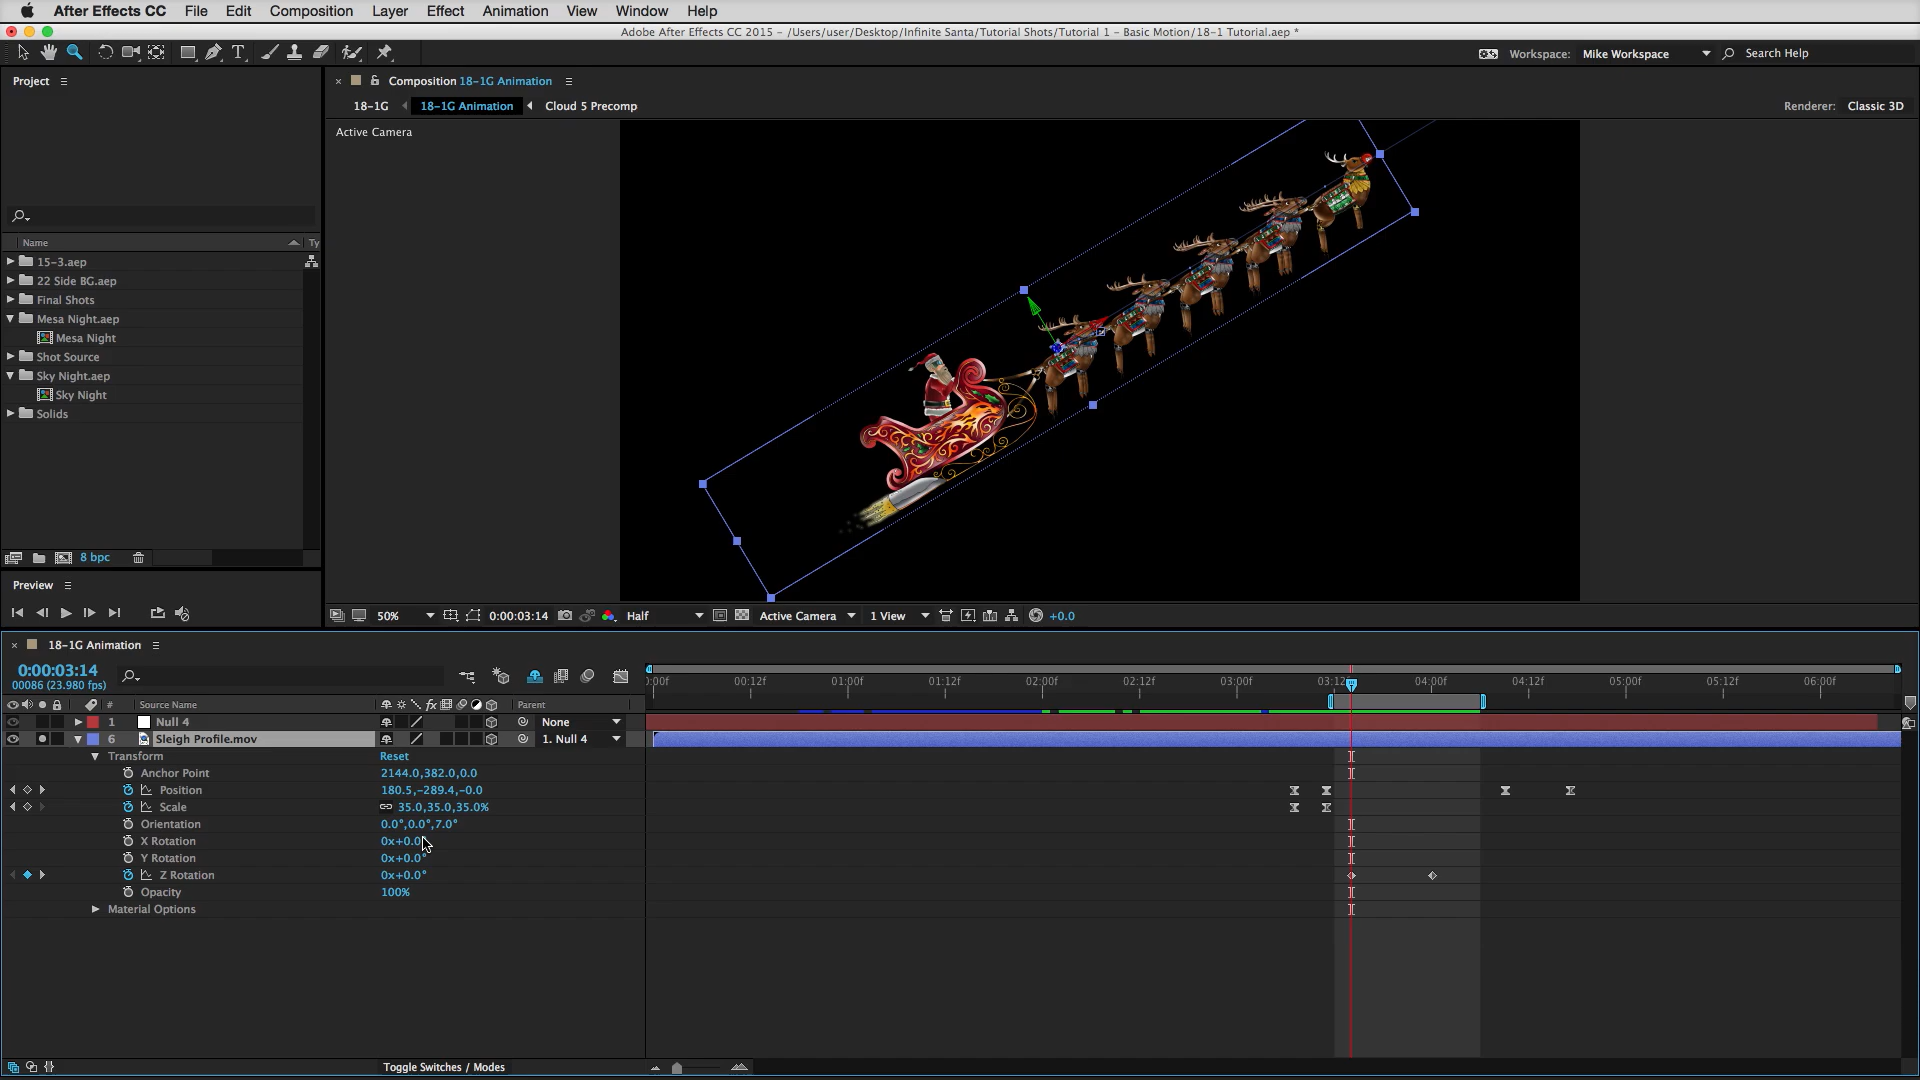 After Effects CC File Edit Composition Layer Effect Animation View Window Help
Adobe After Effects CC 2015 - /Users/user/Desktop/Infinite Santa/Tutorial Shots/Tutorial 1 - Basic Motion/18-1 Tutorial.aep *
Workspace: Mike Workspace Search Help
Project
Composition 18-1G Animation
18-1G 18-1G Animation Cloud 5 Precomp
Renderer: Classic 3D
Active Camera
Name Ty
15-3.aep
22 Side BG.aep
Final Shots
Mesa Night.aep
Mesa Night
Shot Source
Sky Night.aep
Sky Night
Solids
8 bpc
Preview
50% 0:00:03:14 Half Active Camera 1 View +0.0
18-1G Animation
0:00:03:14
00086 (23.980 fps)
):00f 00:12f 01:00f 01:12f 02:00f 02:12f 03:00f 03:12f 04:00f 04:12f 05:00f 05:12f 06:00f
# Source Name fx Parent
1 Null 4 None
6 Sleigh Profile.mov 1. Null 4
Transform Reset
Anchor Point 2144.0,382.0,0.0
Position 180.5,-289.4,-0.0
Scale 35.0,35.0,35.0%
Orientation 0.0°,0.0°,7.0°
X Rotation 0x+0.0°
Y Rotation 0x+0.0°
Z Rotation 0x+0.0°
Opacity 100%
Material Options
Toggle Switches / Modes